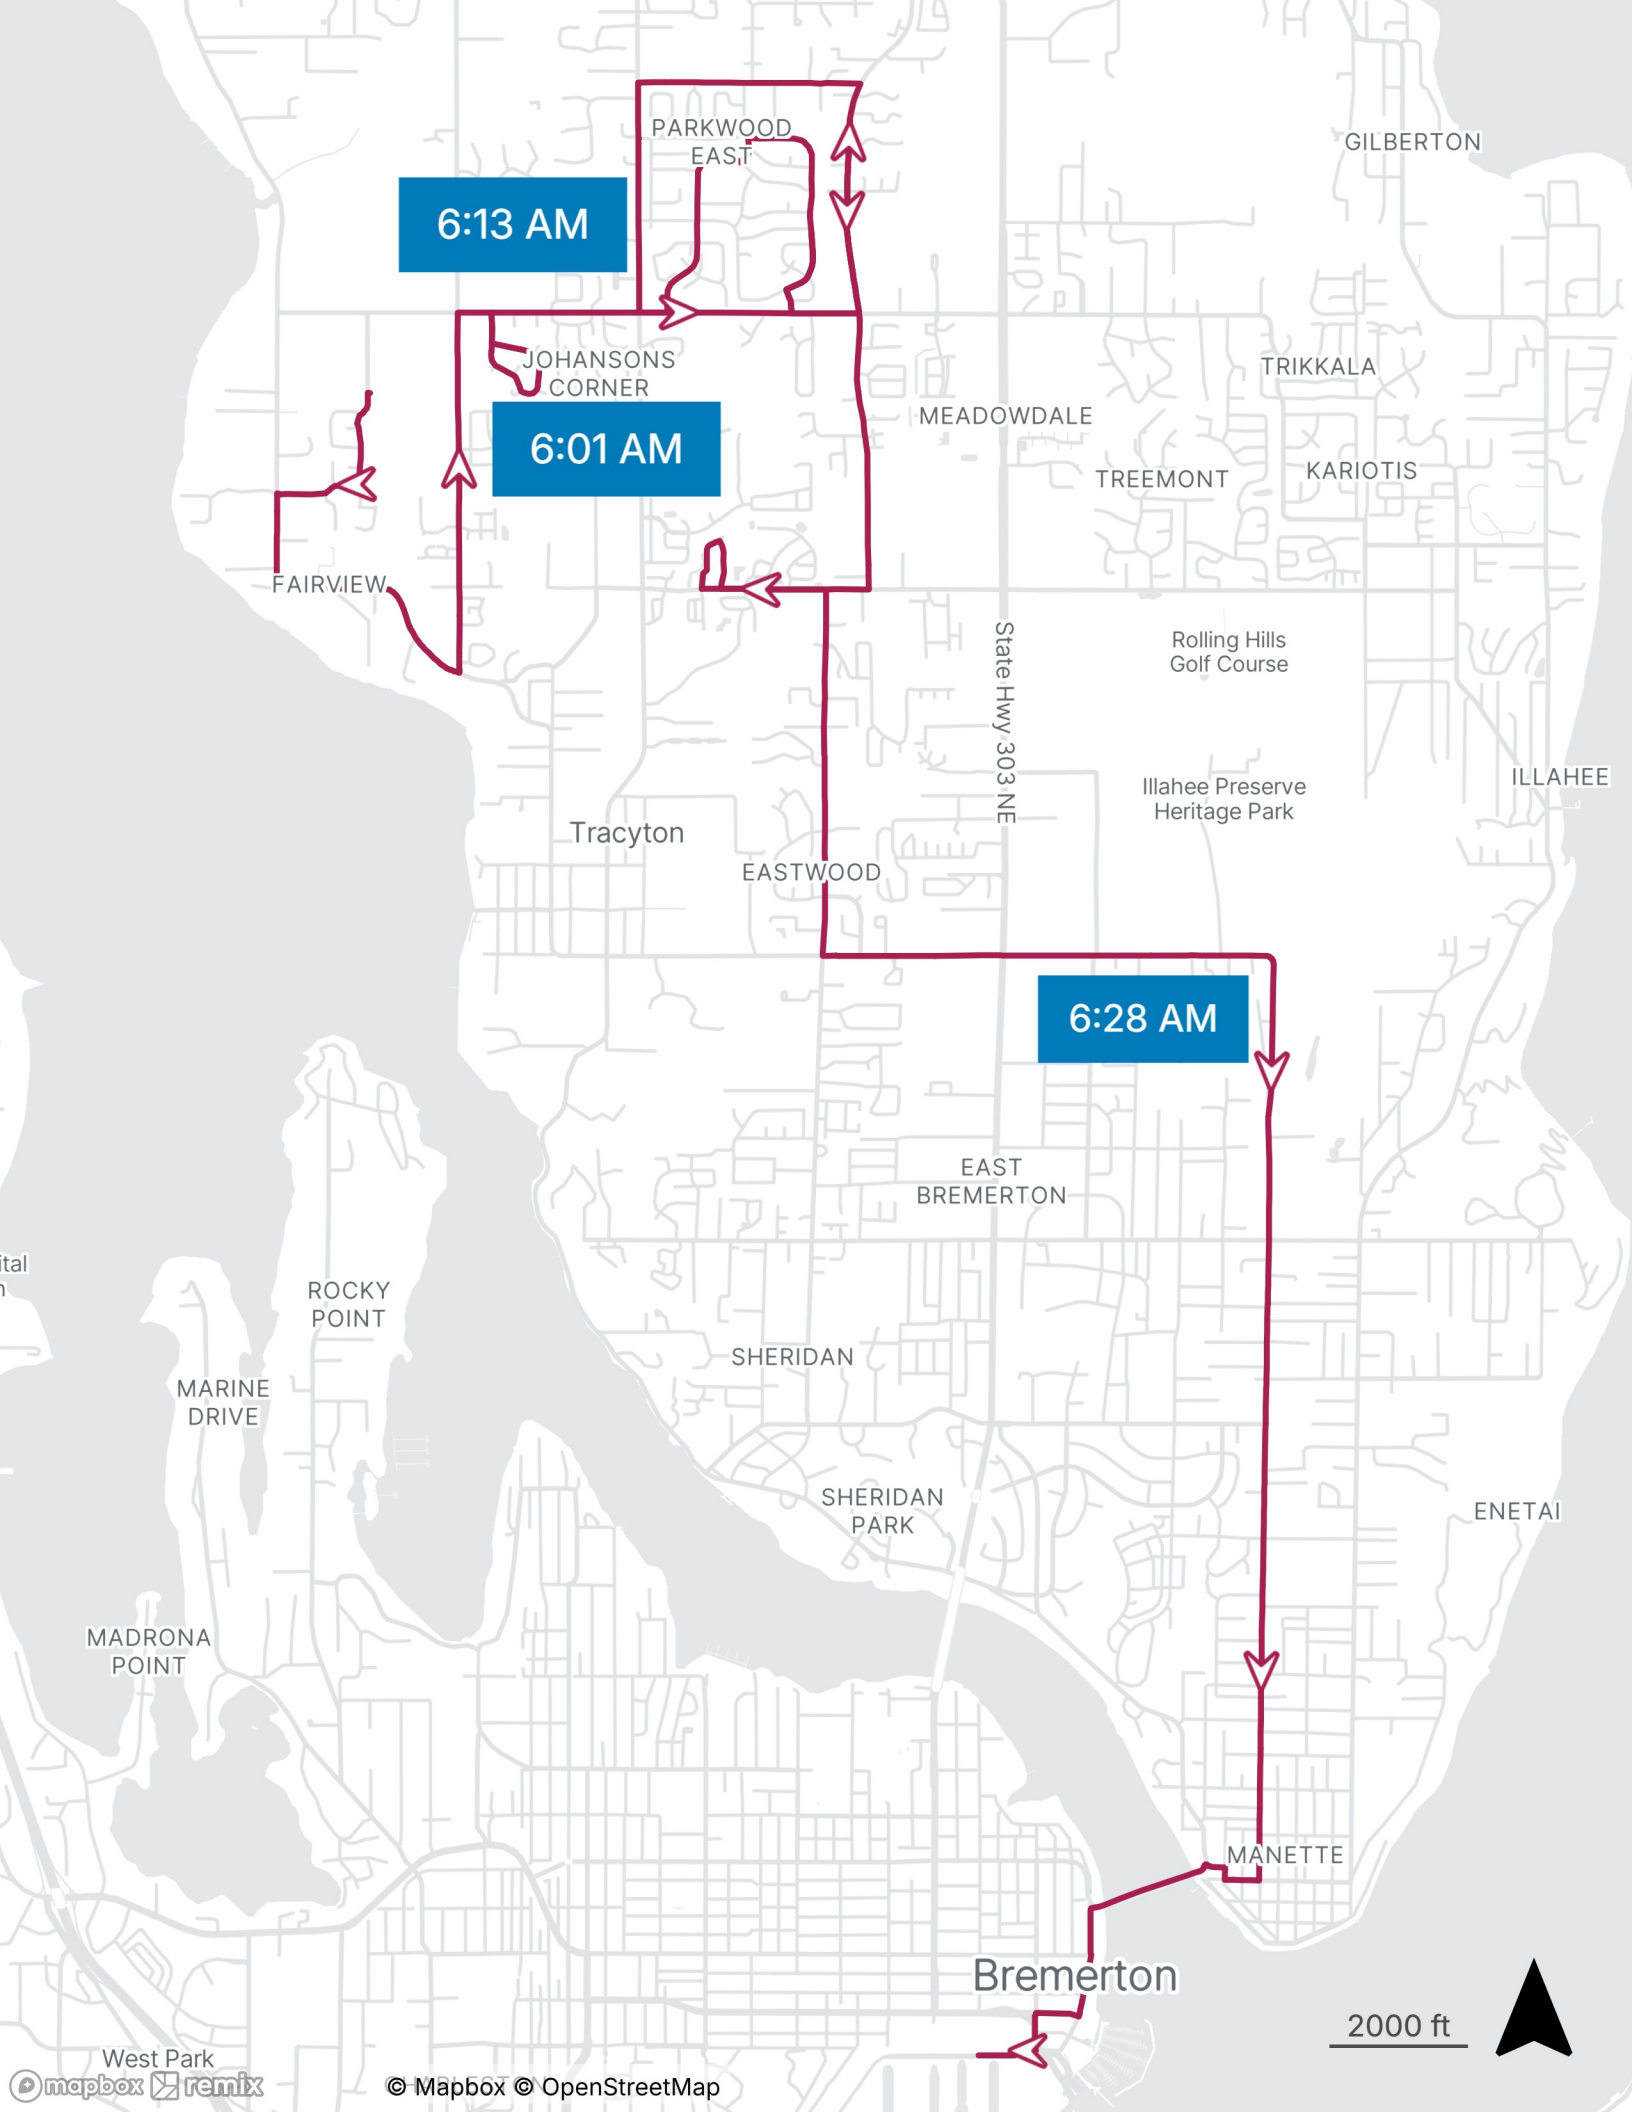 PARKWOOD
EAST
GILBERTON
6:13 AM
JOHANSONS
CORNER
TRIKKALA
MEADOWDALE
6:01 AM
TREEMONT
KARIOTIS
FAIRVIEW
State Hwy 303 NE
Rolling Hills
Golf Course
ILLAHEE
Illahee Preserve
Heritage Park
Tracyton
EASTWOOD
6:28 AM
EAST
BREMERTON
ital
ROCKY
POINT
SHERIDAN
MARINE
DRIVE
SHERIDAN
PARK
ENETAI
MADRONA
POINT
MANETTE
Bremerton
2000 ft
West Park
mapbox remix
© Mapbox © OpenStreetMap